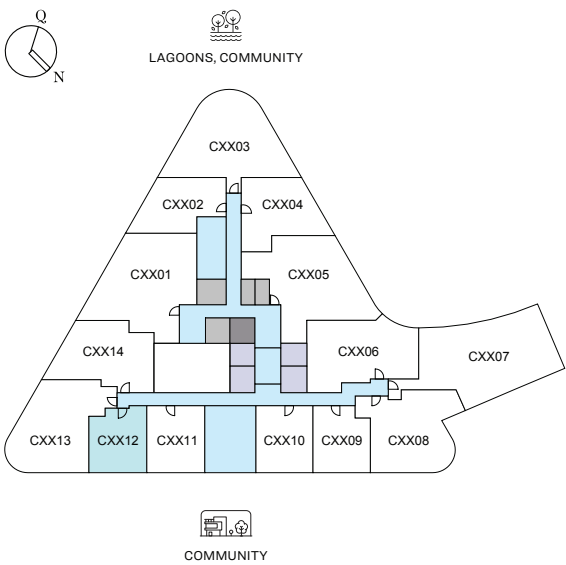 Q
N
LAGOONS, COMMUNITY
CXX03
CXX02
CXX04
CXX01
CXX05
CXX14
CXX06
CXX07
CXX13
CXX12
CXX11
CXX10
CXX09
CXX08
COMMUNITY